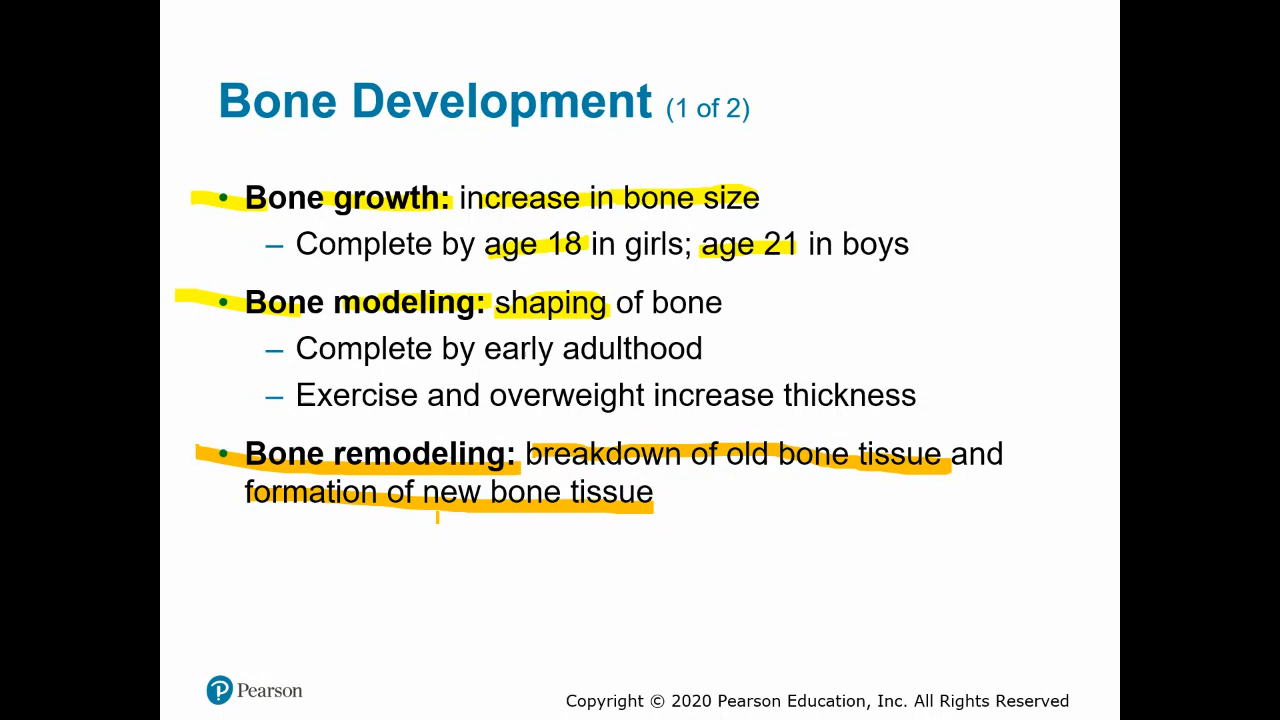 Bone Development (1 of 2)
• Bone growth: increase in bone size
– Complete by age 18 in girls; age 21 in boys
• Bone modeling: shaping of bone
– Complete by early adulthood
– Exercise and overweight increase thickness
• Bone remodeling: breakdown of old bone tissue and
formation of new bone tissue
P Pearson
Copyright © 2020 Pearson Education, Inc. All Rights Reserved